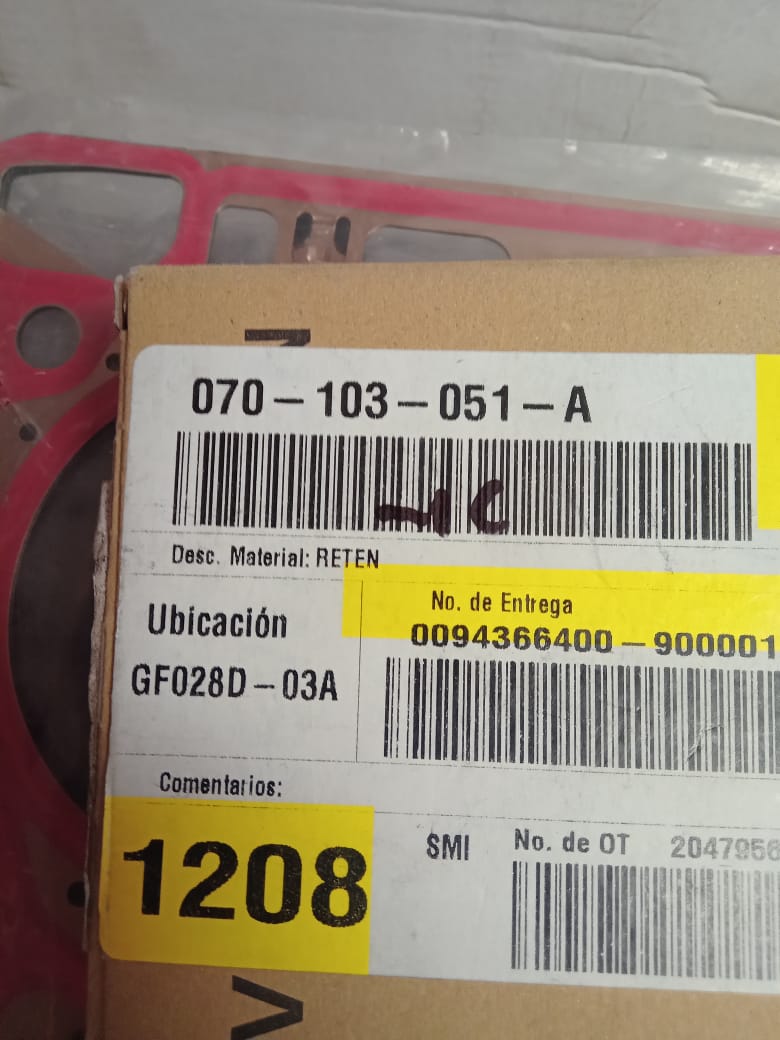 070-103-051-A
Desc. Material: RETEN
No. de Entrega
Ubicación
0094366400-900001
GF028D-03A
Comentarios:
1208
SMI
No. de OT 2047956
V